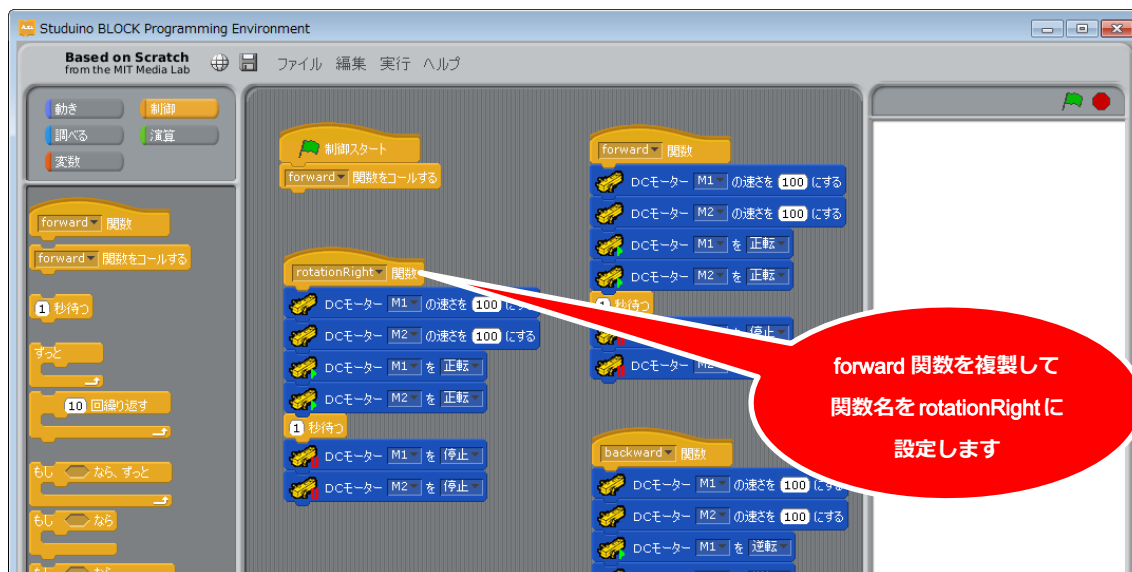 Studuino BLOCK Programming Environment
Based on Scratch
from the MIT Media Lab
ファイル 編集 実行 ヘルプ
動き 制御
調べる 演算
変数
forward 関数
forward 関数をコールする
1 秒待つ
ずっと
10 回繰り返す
もし なら、ずっと
もし なら
もし なら
制御スタート
forward 関数をコールする
rotationRight 関数
DCモーター M1 の速さを 100 にする
DCモーター M2 の速さを 100 にする
DCモーター M1 を 正転
DCモーター M2 を 正転
1 秒待つ
DCモーター M1 を 停止
DCモーター M2 を 停止
forward 関数
DCモーター M1 の速さを 100 にする
DCモーター M2 の速さを 100 にする
DCモーター M1 を 正転
DCモーター M2 を 正転
秒待つ
停止
DCモーター
backward 関数
DCモーター M1 の速さを 100 にする
DCモーター M2 の速さを 100 にする
DCモーター M1 を 逆転
forward 関数を複製して
関数名を rotationRight に
設定します